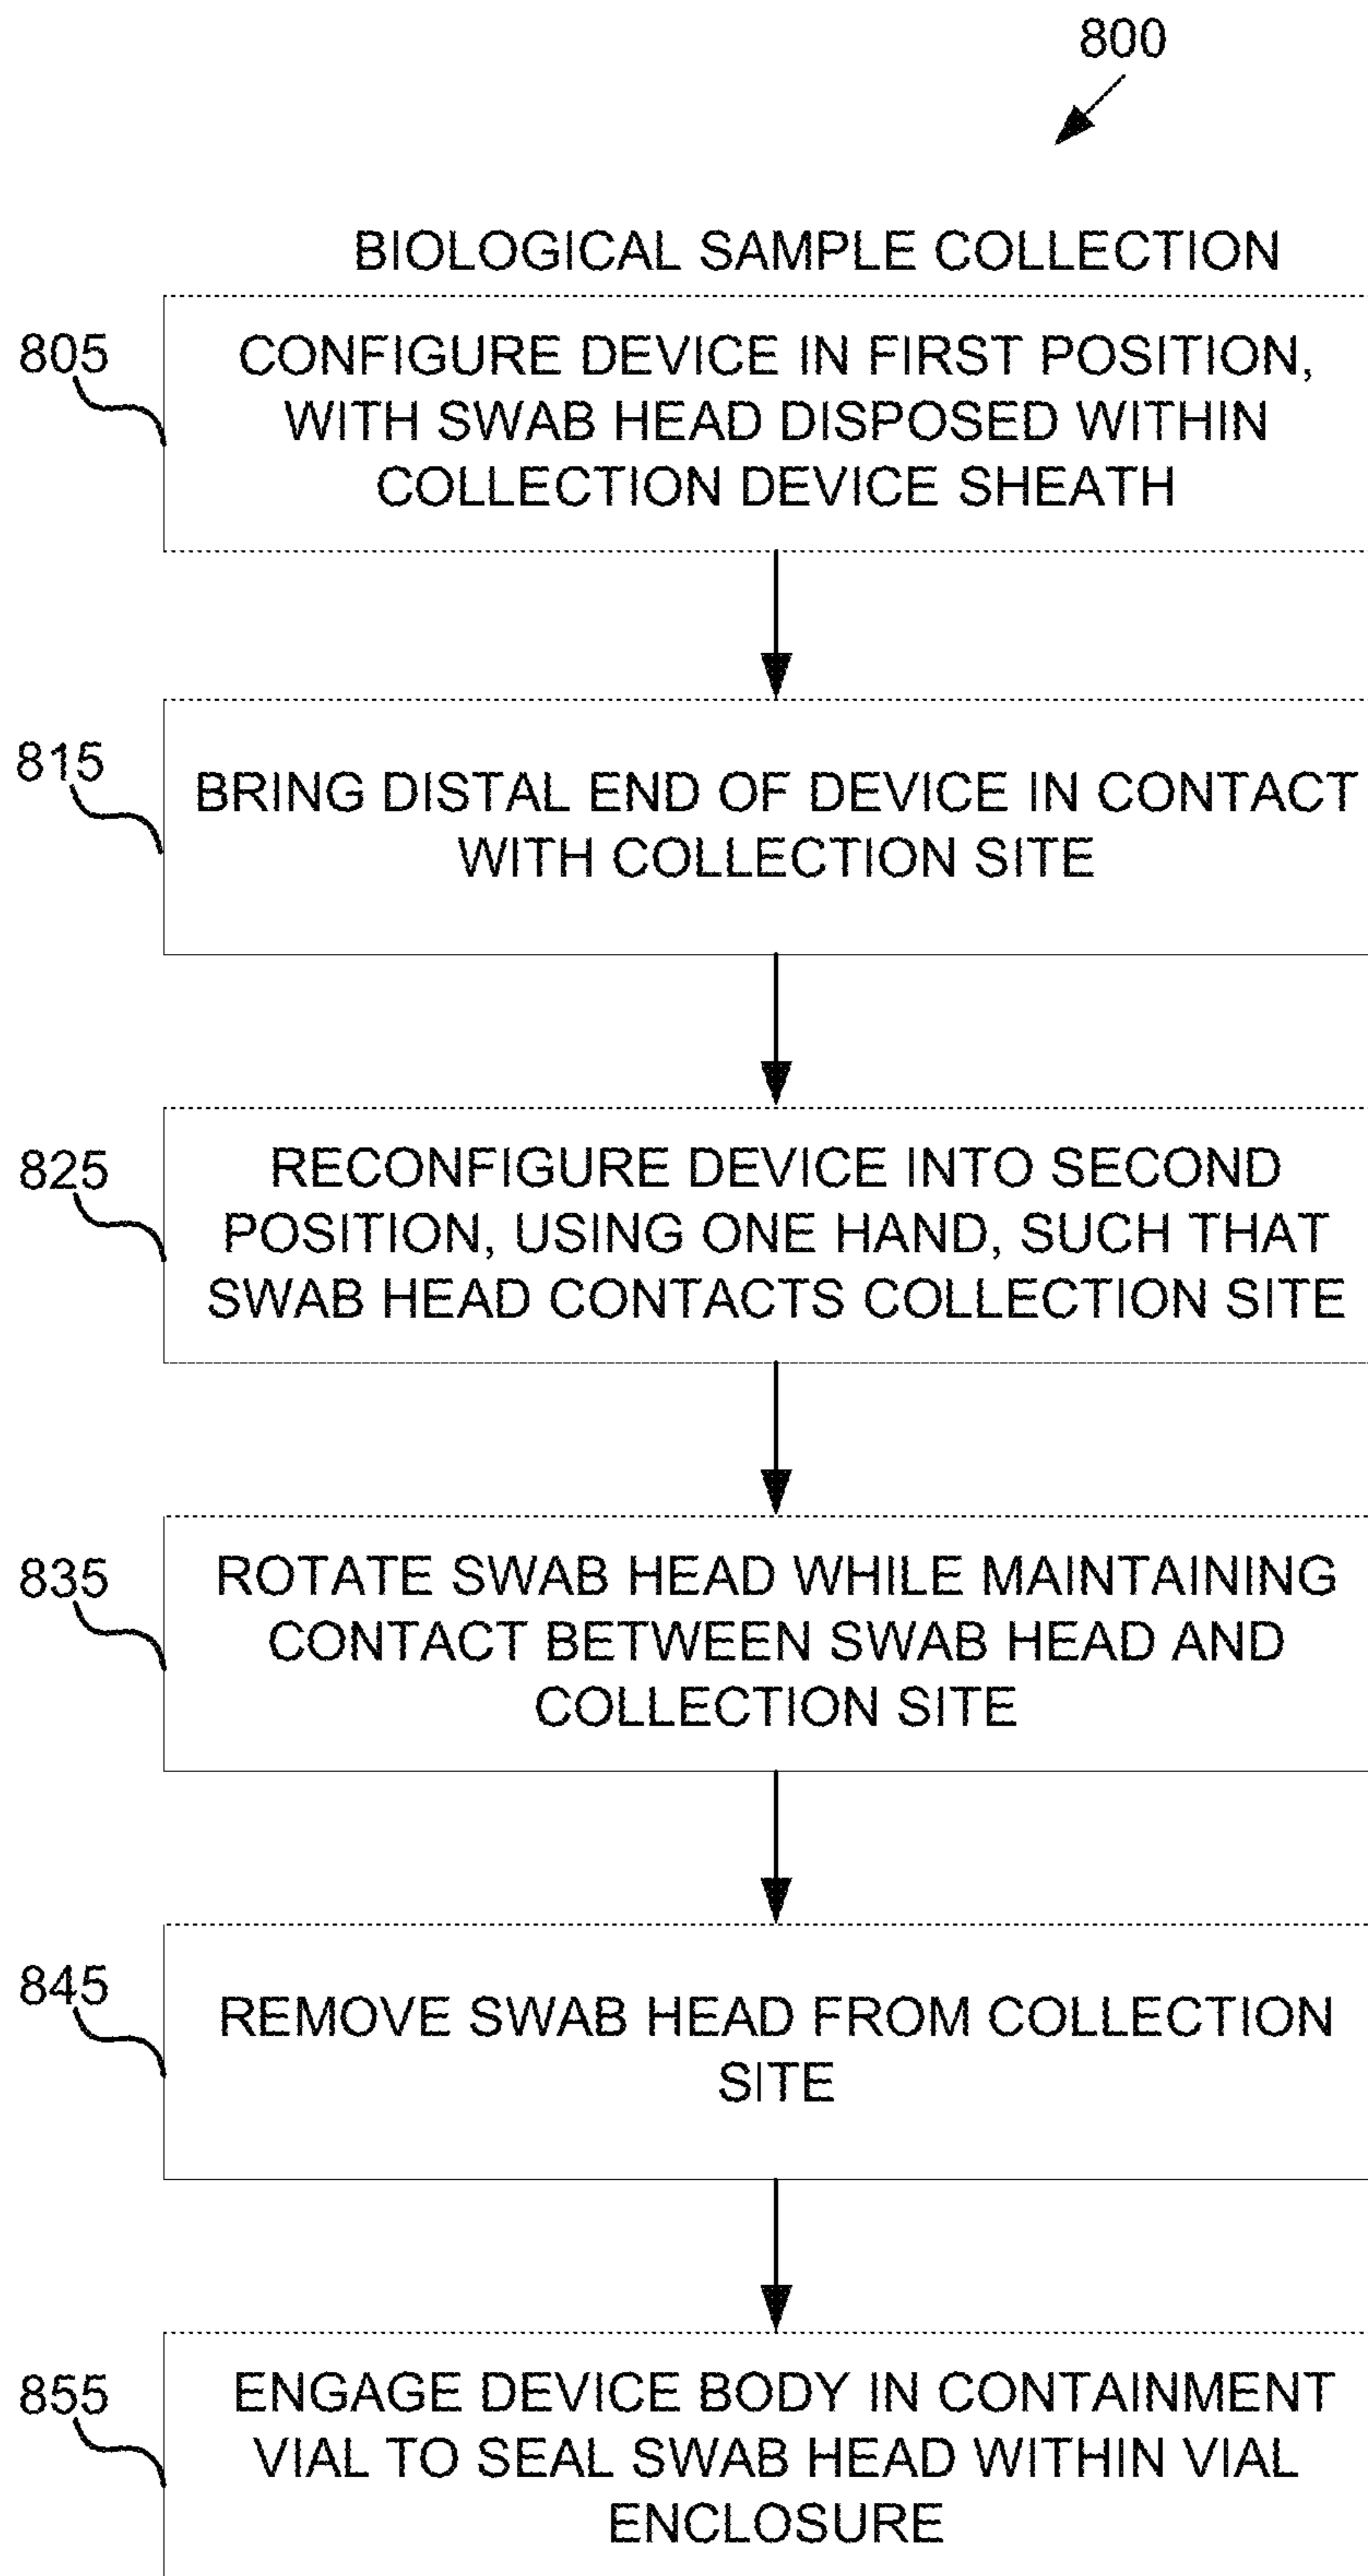 800
BIOLOGICAL SAMPLE COLLECTION
805
CONFIGURE DEVICE IN FIRST POSITION,
WITH SWAB HEAD DISPOSED WITHIN
COLLECTION DEVICE SHEATH
815
BRING DISTAL END OF DEVICE IN CONTACT
WITH COLLECTION SITE
825
RECONFIGURE DEVICE INTO SECOND
POSITION, USING ONE HAND, SUCH THAT
SWAB HEAD CONTACTS COLLECTION SITE
835
ROTATE SWAB HEAD WHILE MAINTAINING
CONTACT BETWEEN SWAB HEAD AND
COLLECTION SITE
845
REMOVE SWAB HEAD FROM COLLECTION
SITE
855
ENGAGE DEVICE BODY IN CONTAINMENT
VIAL TO SEAL SWAB HEAD WITHIN VIAL
ENCLOSURE